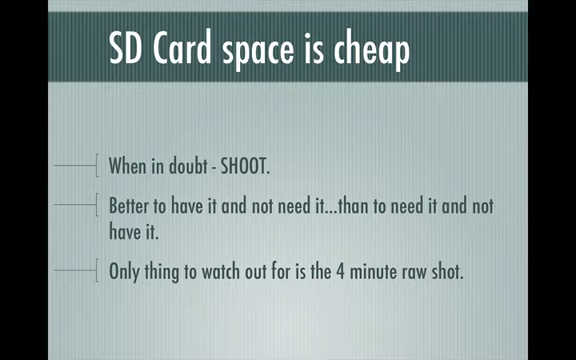 SD Card space is cheap
When in doubt - SHOOT.
Better to have it and not need it...than to need it and not
have it.
Only thing to watch out for is the 4 minute raw shot.